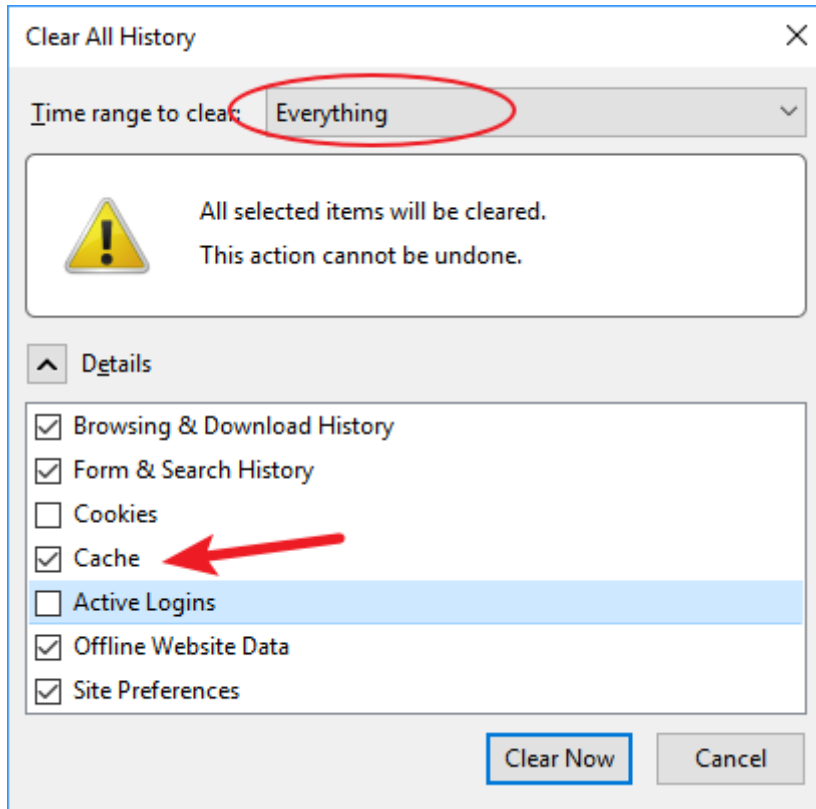 Clear All History
Time range to clear: Everything
All selected items will be cleared.
This action cannot be undone.
Details
Browsing & Download History
Form & Search History
Cookies
Cache
Active Logins
Offline Website Data
Site Preferences
Clear Now Cancel